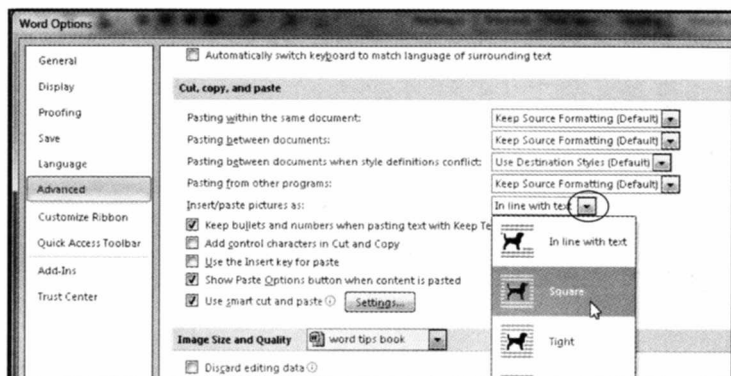 Word Options
General
Display
Proofing
Save
Language
Advanced
Customize Ribbon
Quick Access Toolbar
Add-Ins
Trust Center
Automatically switch keyboard to match language of surrounding text
Cut, copy, and paste
Pasting within the same document: Keep Source Formatting (Default)
Pasting between documents: Keep Source Formatting (Default)
Pasting between documents when style definitions conflict: Use Destination Styles (Default)
Pasting from other programs: Keep Source Formatting (Default)
Insert/paste pictures as: In line with text
Keep bullets and numbers when pasting text with Keep Te
Add control characters in Cut and Copy
Use the Insert key for paste
Show Paste Options button when content is pasted
Use smart cut and paste Settings...
In line with text
Square
Tight
Image Size and Quality word tips book
Discard editing data